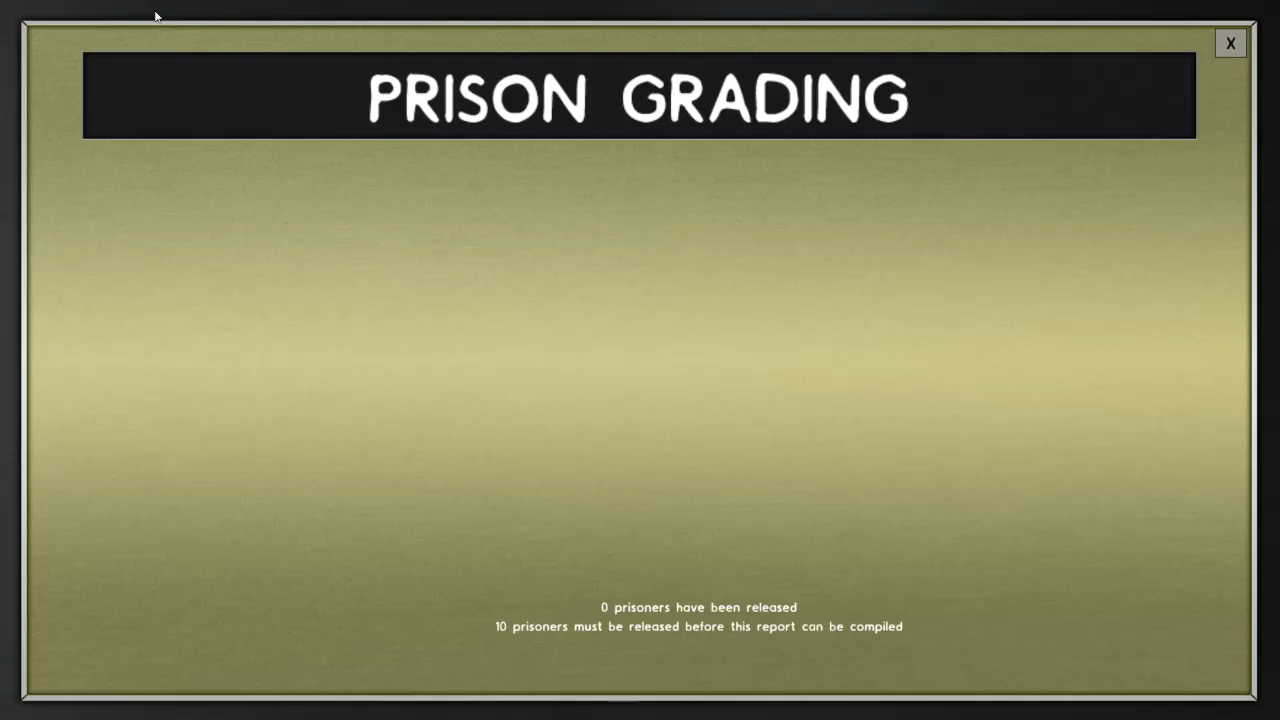 X
PRISON GRADING
0 prisoners have been released
10 prisoners must be released before this report can be compiled